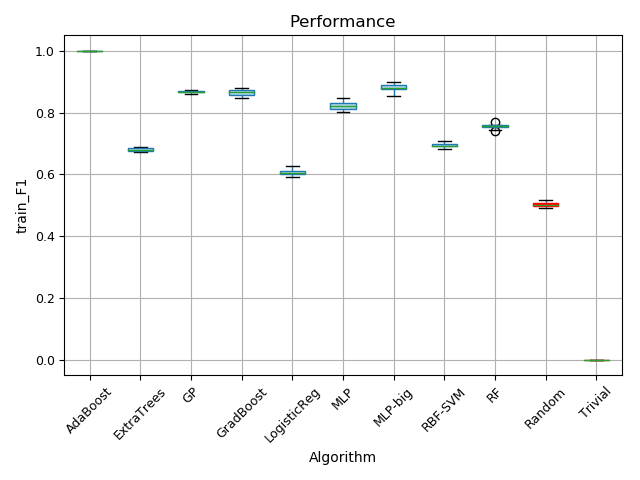 Performance
train_F1
1.0
0.8
0.6
0.4
0.2
0.0
AdaBoost
ExtraTrees
GP
GradBoost
LogisticReg
MLP
MLP-big
RBF-SVM
RF
Random
Trivial
Algorithm